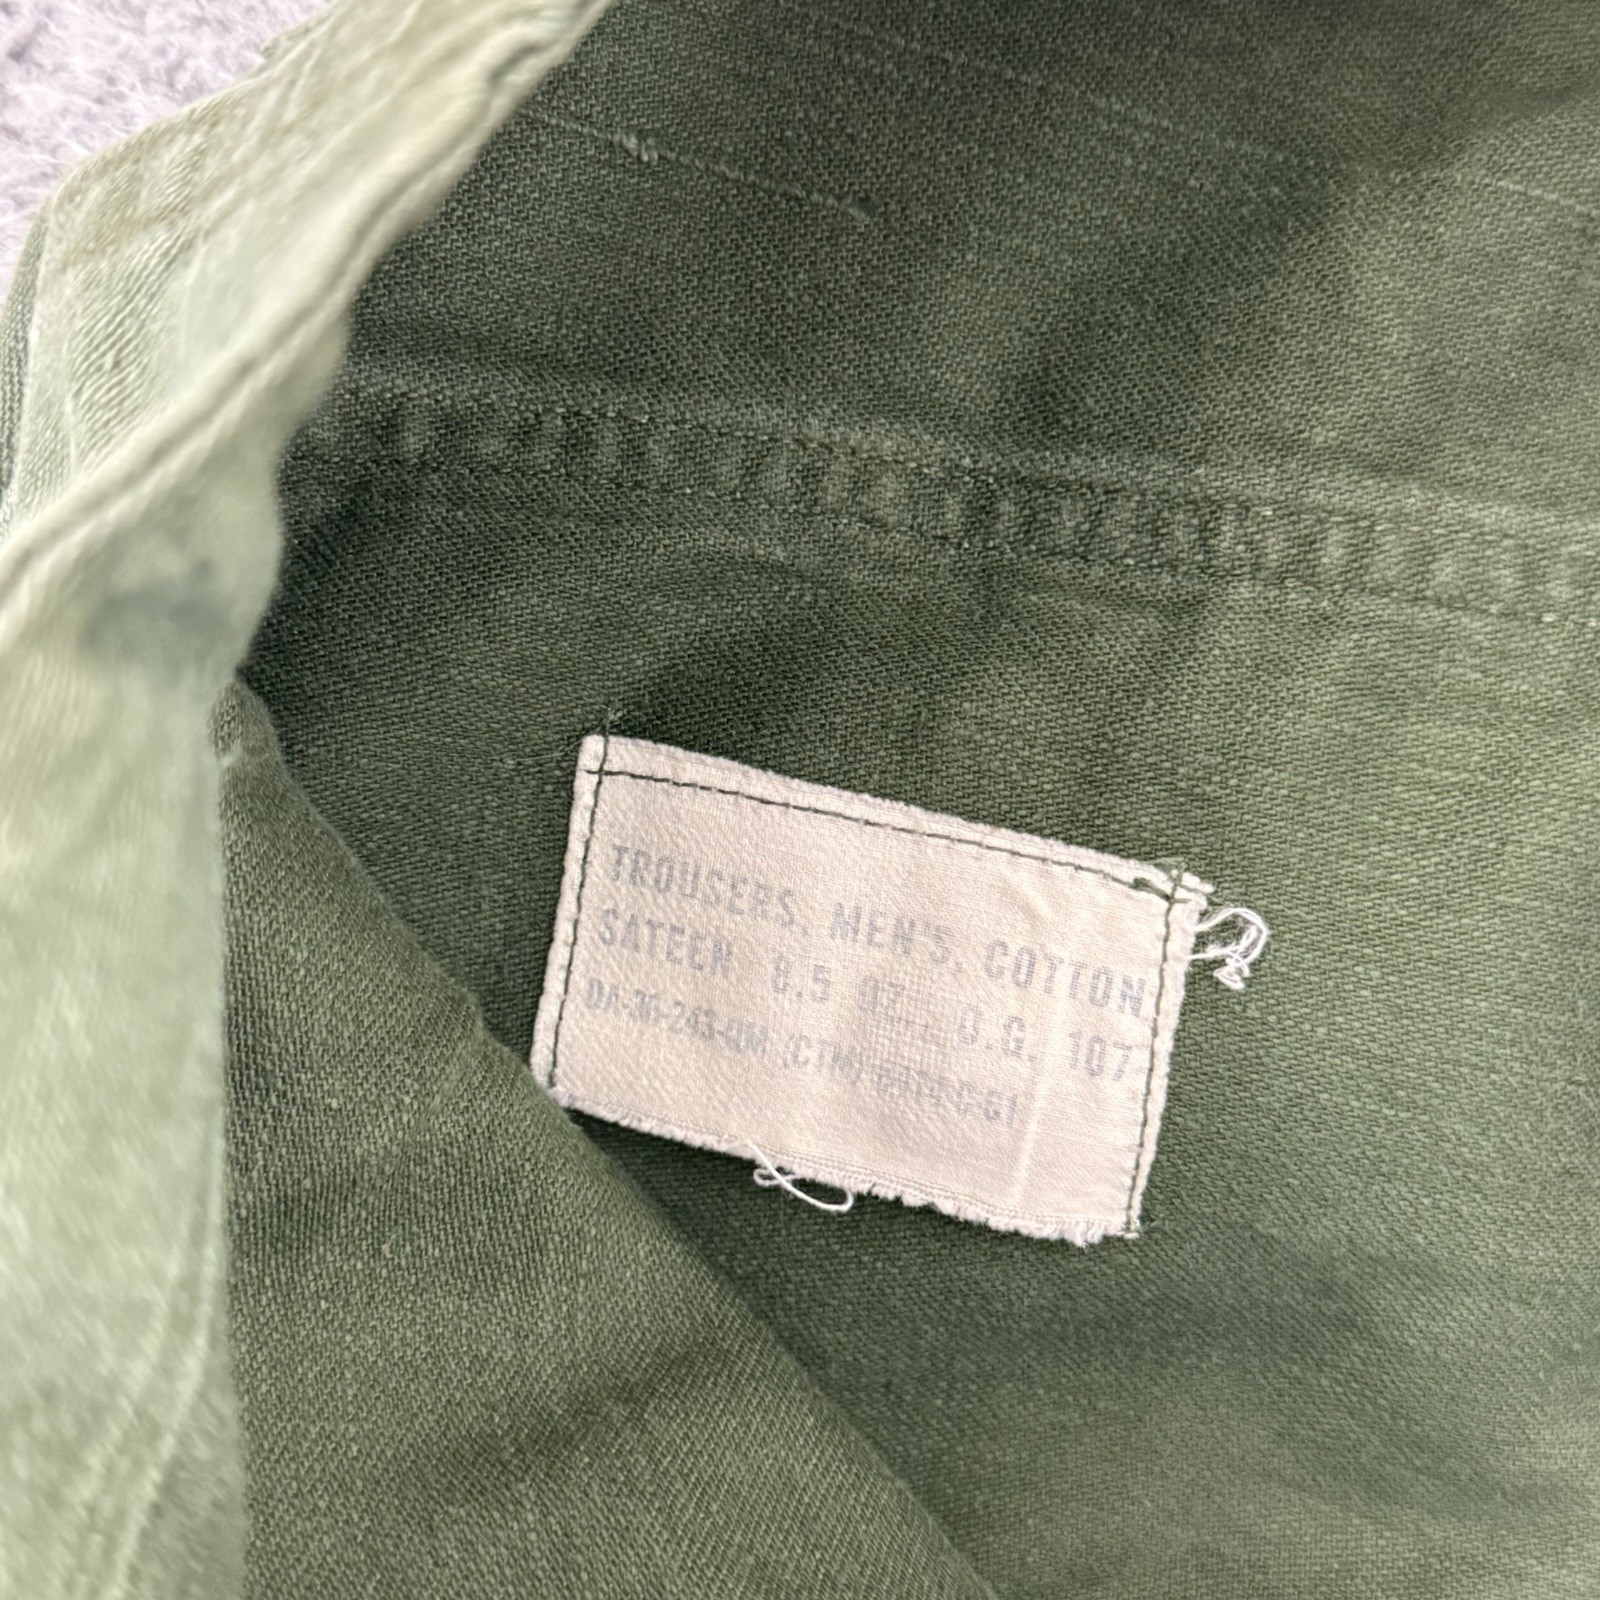 TROUSERS, MEN'S, COTTON
SATEEN 8.5 OZ., O.G. 107
DA-36-243-QM (CTM)